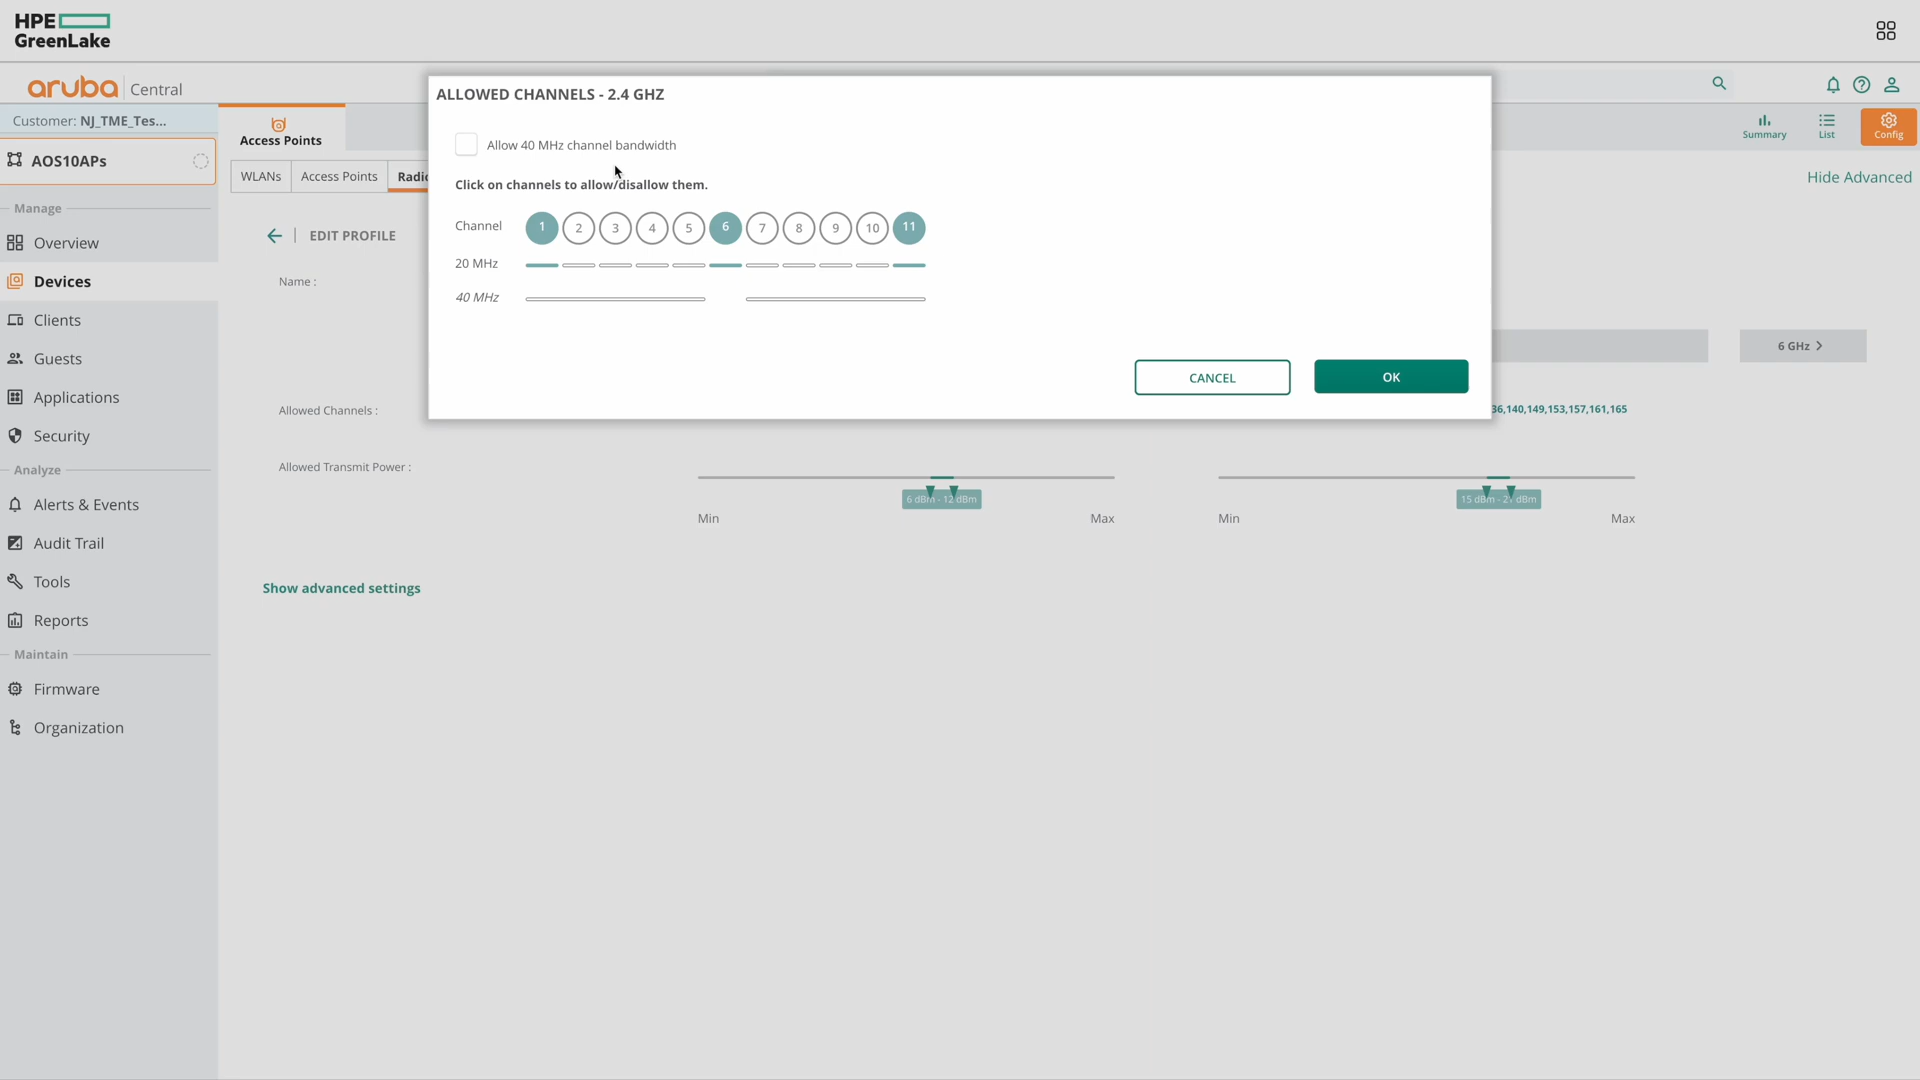 HPE
GreenLake
aruba Central
Customer: NJ_TME_Tes...
AOS10APs
Manage
Overview
Devices
Clients
Guests
Applications
Security
Analyze
Alerts & Events
Audit Trail
Tools
Reports
Maintain
Firmware
Organization
Access Points
Summary
List
Config
WLANs
Access Points
Radio
Hide Advanced
EDIT PROFILE
Name :
6 GHz
Allowed Channels :
36,140,149,153,157,161,165
Allowed Transmit Power :
6 dBm - 12 dBm
15 dBm - 21 dBm
Min
Max
Min
Max
Show advanced settings
ALLOWED CHANNELS - 2.4 GHZ
Allow 40 MHz channel bandwidth
Click on channels to allow/disallow them.
Channel 1 2 3 4 5 6 7 8 9 10 11
20 MHz
40 MHz
CANCEL
OK